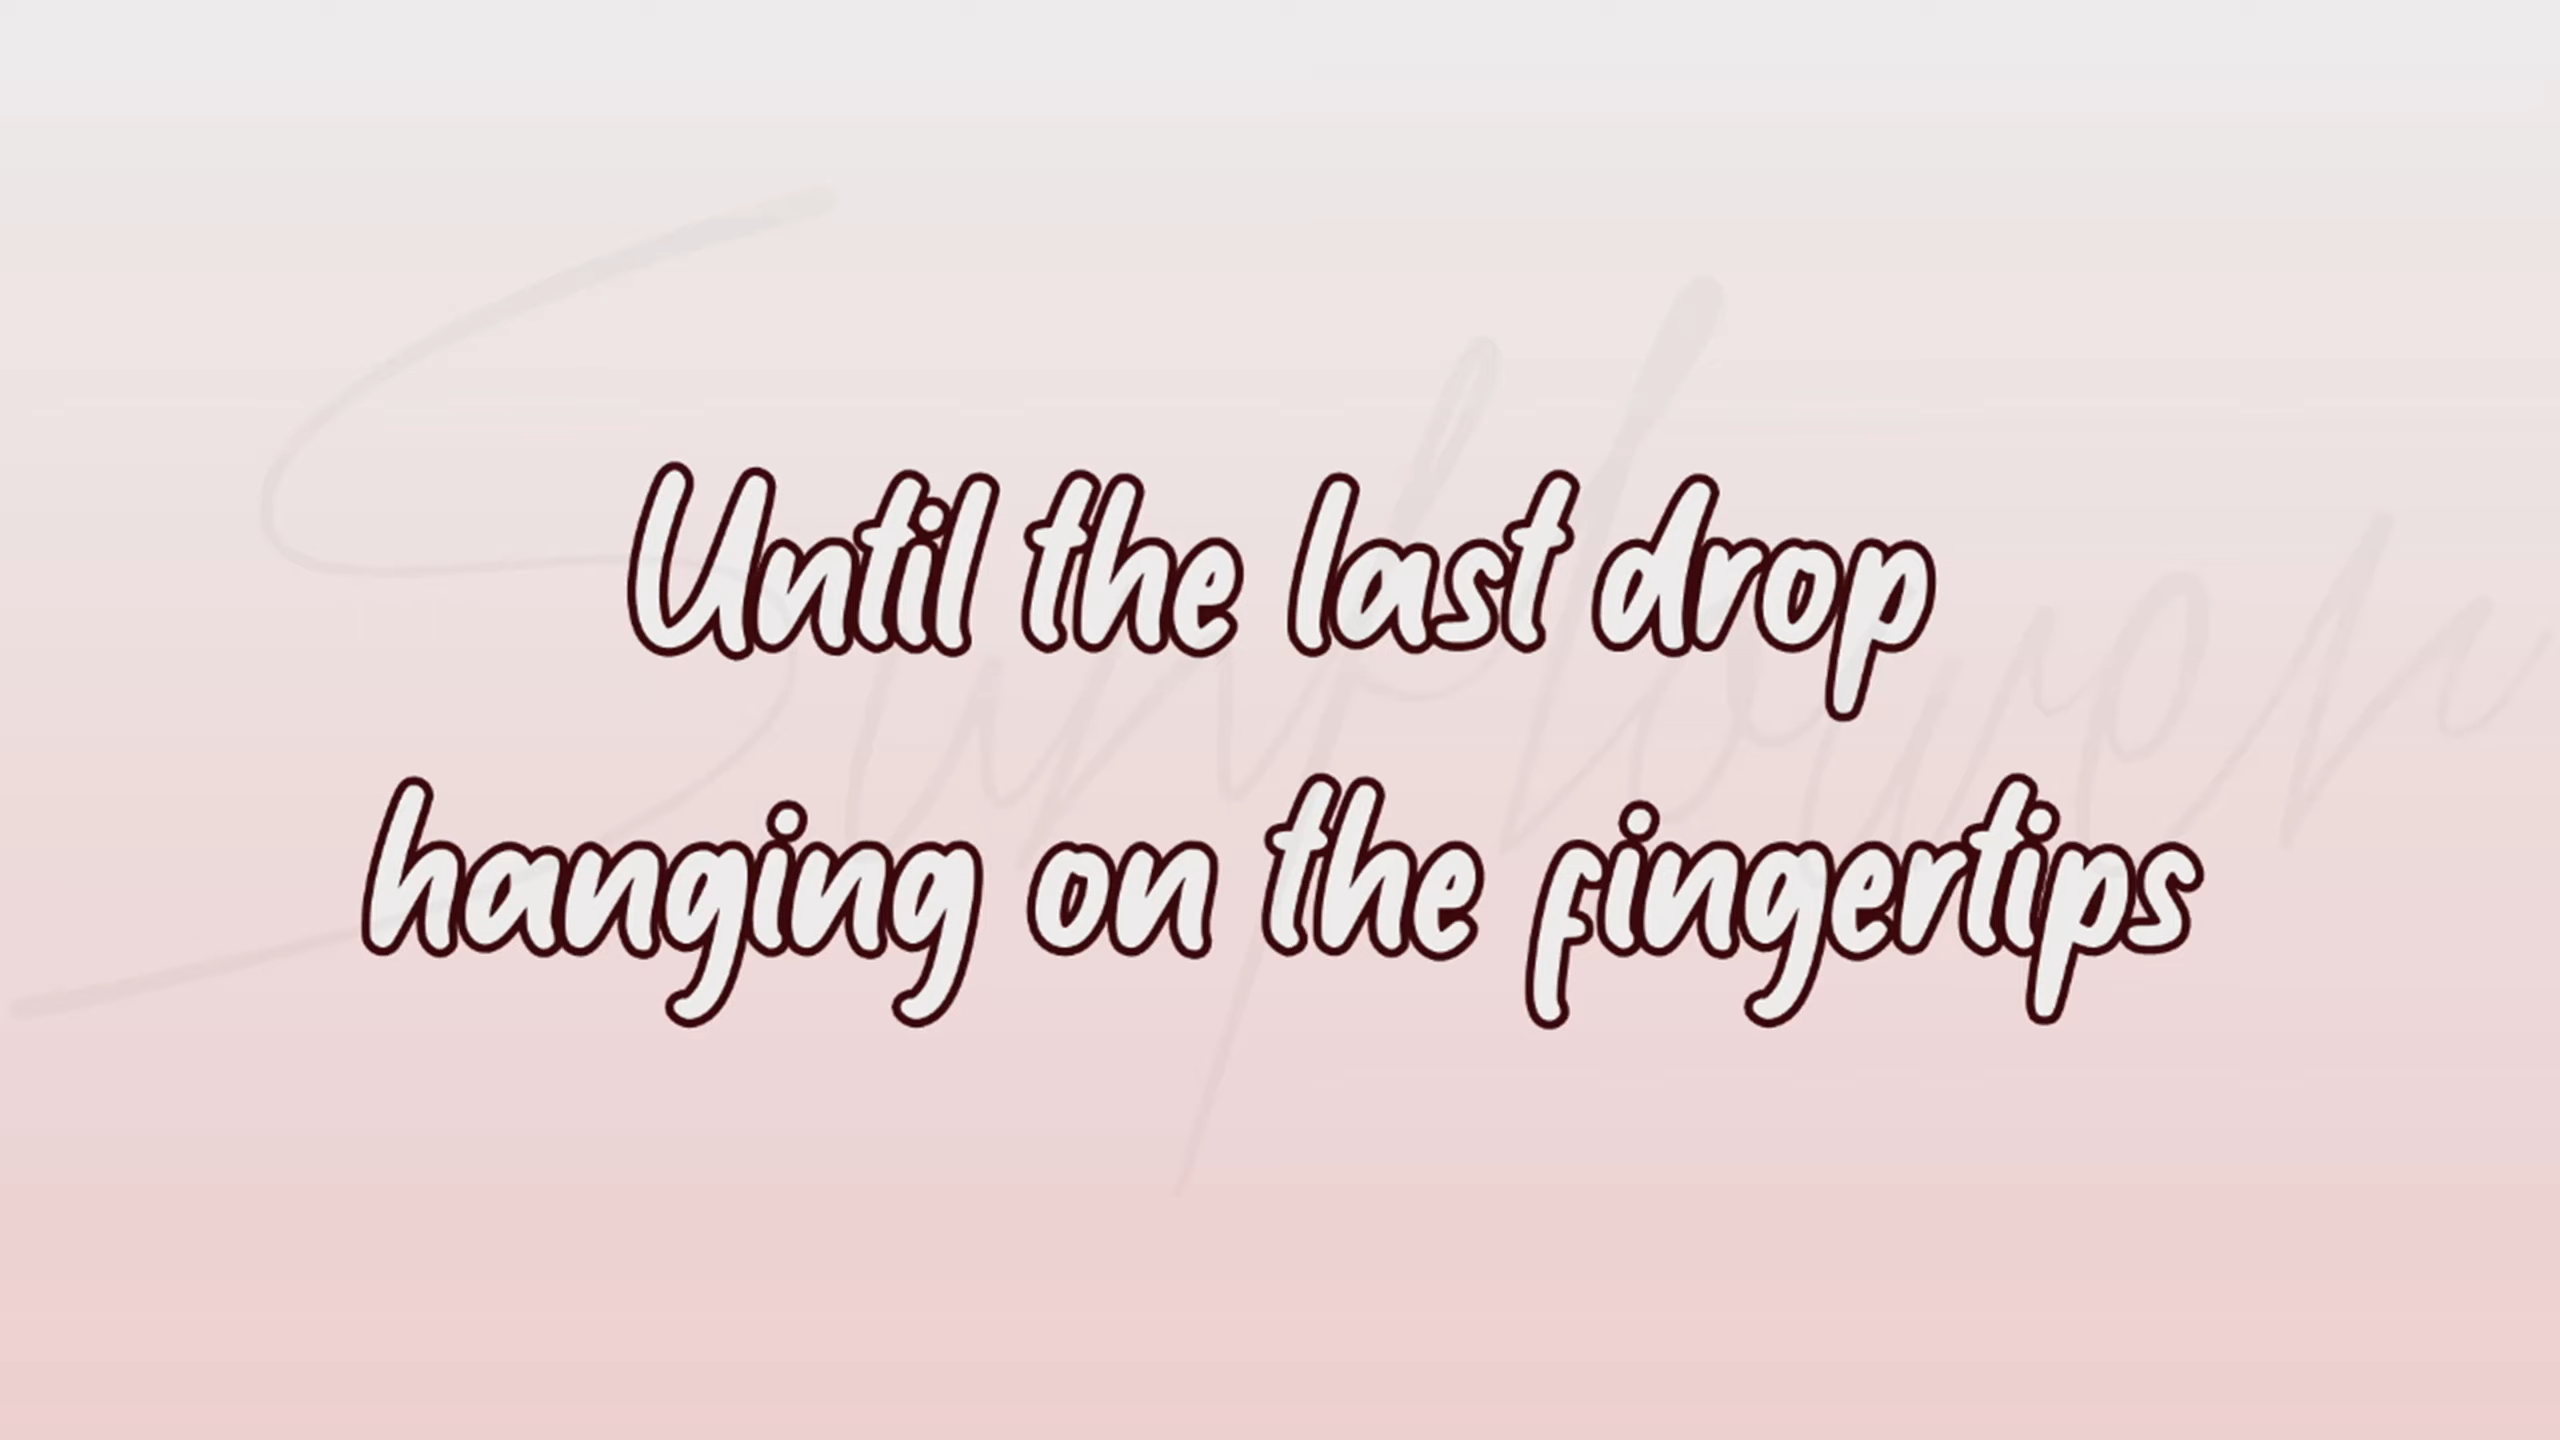 Until the last drop
hanging on the fingertips